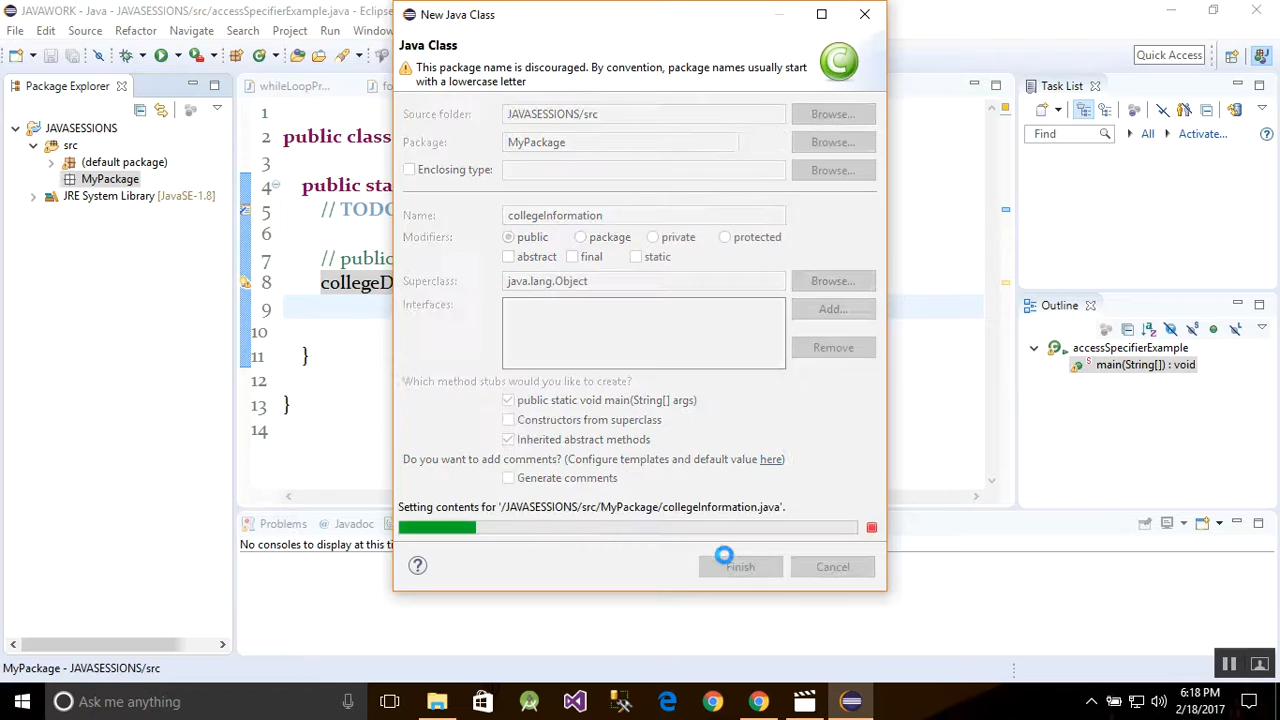 JAVAWORK - Java - JAVASESSIONS/src/accessSpecifierExample.java - Eclipse
File Edit Source Refactor Navigate Search Project Run Window
Quick Access
Package Explorer
JAVASESSIONS
src
(default package)
MyPackage
JRE System Library [JavaSE-1.8]
whileLoopPr...
1
2 public class
3
4 public sta
5 // TODO
6
7 // public
8 collegeD
9
10
11 }
12
13 }
14
New Java Class
Java Class
This package name is discouraged. By convention, package names usually start
with a lowercase letter
Source folder: JAVASESSIONS/src Browse...
Package: MyPackage Browse...
Enclosing type: Browse...
Name: collegeInformation
Modifiers: public package private protected
abstract final static
Superclass: java.lang.Object Browse...
Interfaces: Add...
Remove
Which method stubs would you like to create?
public static void main(String[] args)
Constructors from superclass
Inherited abstract methods
Do you want to add comments? (Configure templates and default value here)
Generate comments
Setting contents for '/JAVASESSIONS/src/MyPackage/collegeInformation.java'.
Finish Cancel
Task List
Find All Activate...
Outline
accessSpecifierExample
main(String[]) : void
Problems Javadoc
No consoles to display at this ti
MyPackage - JAVASESSIONS/src
Ask me anything
6:18 PM
2/18/2017